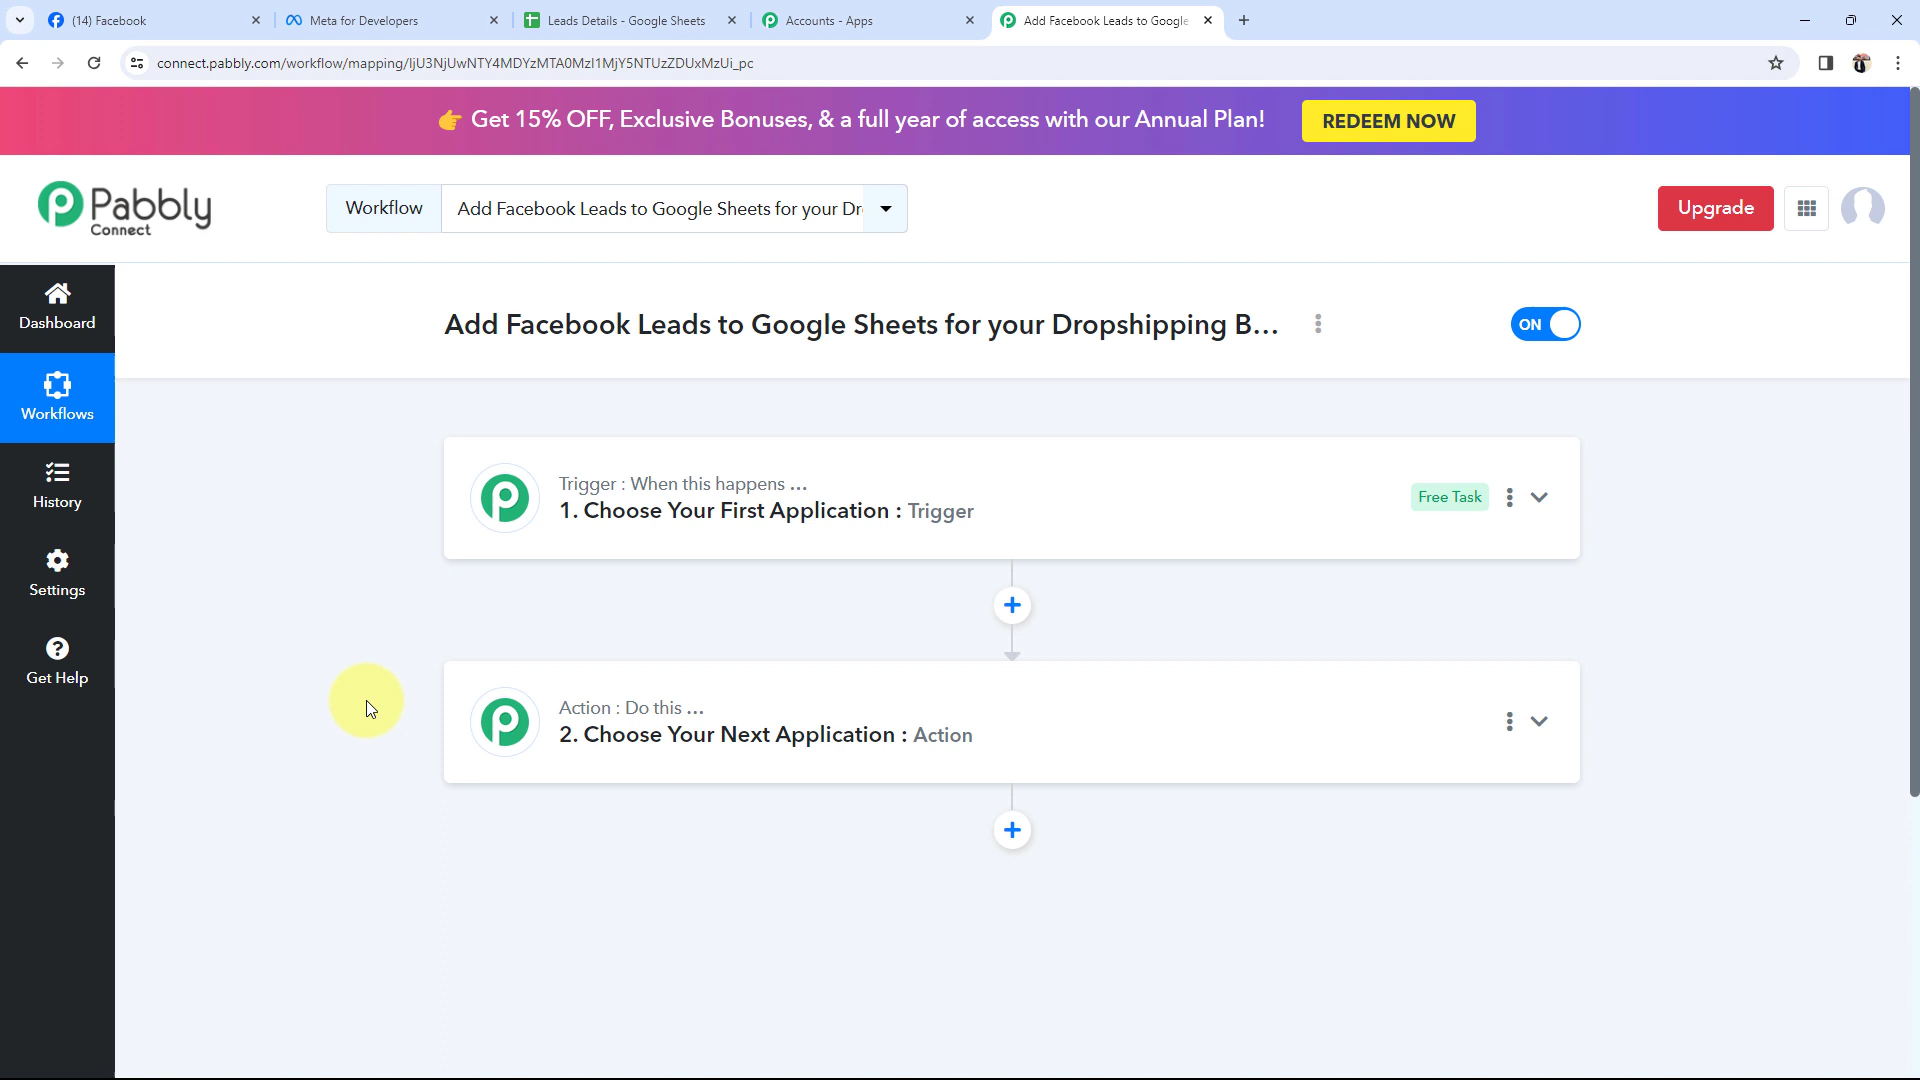 (14) Facebook
Meta for Developers
Leads Details - Google Sheets
Accounts - Apps
Add Facebook Leads to Google
connect.pabbly.com/workflow/mapping/IjU3NjUwNTY4MDYzMTA0MzI1MjY5NTUzZDUxMzUi_pc
👉 Get 15% OFF, Exclusive Bonuses, & a full year of access with our Annual Plan!
REDEEM NOW
Pabbly
Connect
Workflow
Add Facebook Leads to Google Sheets for your Dr
Upgrade
Dashboard
Workflows
History
Settings
Get Help
Add Facebook Leads to Google Sheets for your Dropshipping B...
ON
Trigger : When this happens ...
1. Choose Your First Application : Trigger
Free Task
Action : Do this ...
2. Choose Your Next Application : Action